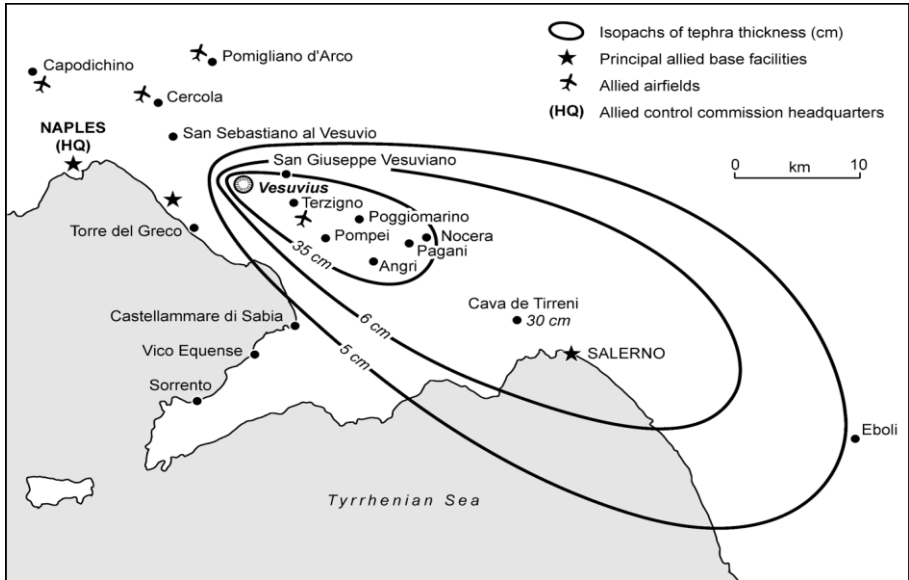 Isopachs of tephra thickness (cm)
Principal allied base facilities
Allied airfields
(HQ) Allied control commission headquarters
0 10
km
Pomigliano d'Arco
Capodichino
Cercola
NAPLES
(HQ)
San Sebastiano al Vesuvio
San Giuseppe Vesuviano
Vesuvius
Terzigno
Poggiomarino
Torre del Greco
Pompei
Nocera
Pagani
35 cm
Angri
Cava de Tirreni
30 cm
Castellammare di Sabia
6 cm
Vico Equense
5 cm
SALERNO
Sorrento
Eboli
Tyrrhenian Sea